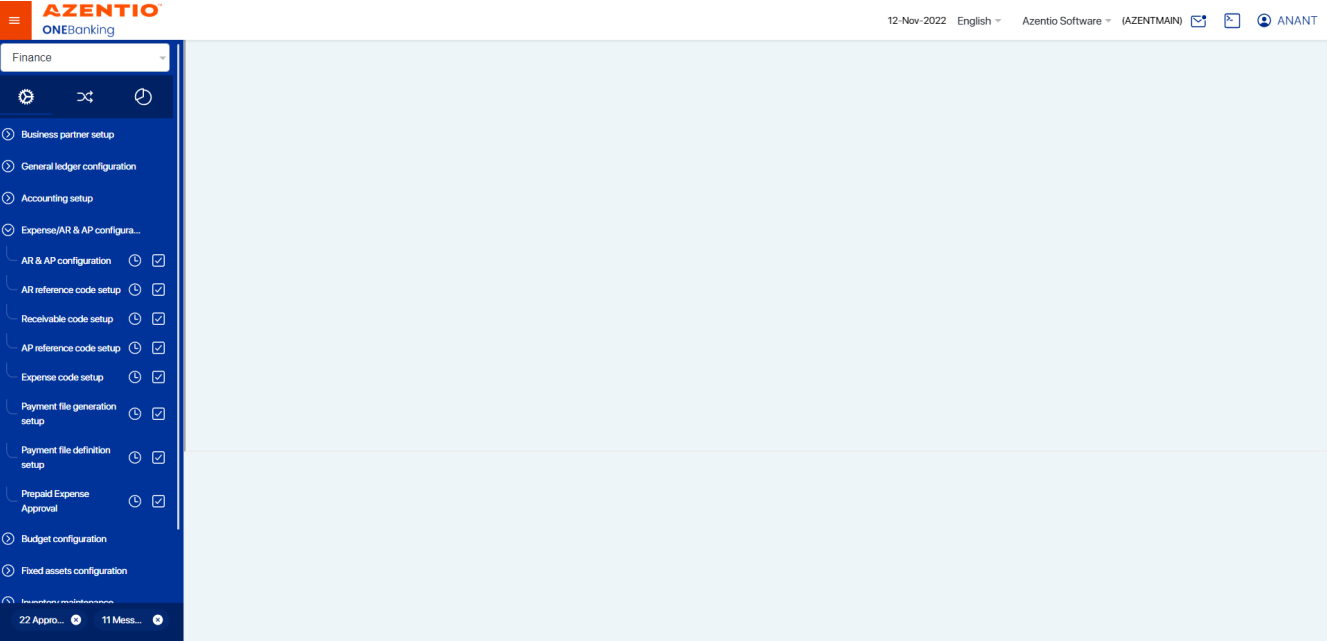 AZENTIO
ONEBanking
12-Nov-2022 English Azentio Software (AZENTMAIN) ANANT
Finance
Business partner setup
General ledger configuration
Accounting setup
Expense/AR & AP configura...
AR & AP configuration
AR reference code setup
Receivable code setup
AP reference code setup
Expense code setup
Payment file generation
setup
Payment file definition
setup
Prepaid Expense
Approval
Budget configuration
Fixed assets configuration
Inventory maintenance
22 Appro... 11 Mess...